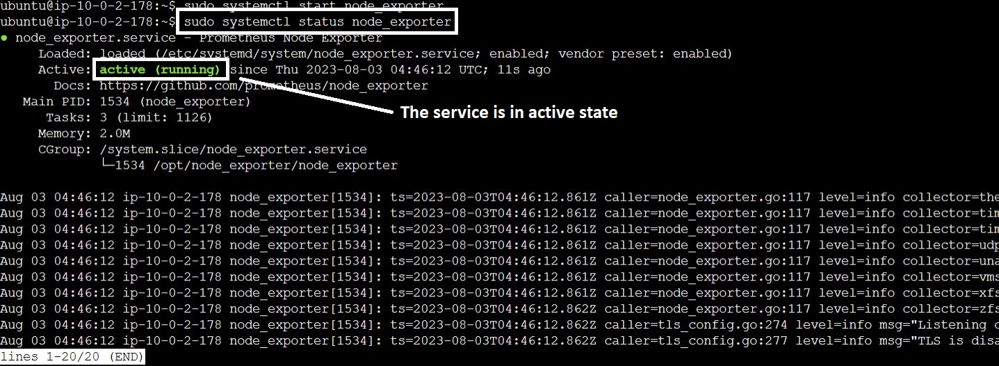 ubuntu@ip-10-0-2-178:~$ sudo systemctl start node_exporter
ubuntu@ip-10-0-2-178:~$ sudo systemctl status node_exporter
● node_exporter.service - Prometheus Node Exporter
Loaded: loaded (/etc/systemd/system/node_exporter.service; enabled; vendor preset: enabled)
Active: active (running) since Thu 2023-08-03 04:46:12 UTC; 11s ago
Docs: https://github.com/prometheus/node_exporter
Main PID: 1534 (node_exporter)
The service is in active state
Tasks: 3 (limit: 1126)
Memory: 2.0M
CGroup: /system.slice/node_exporter.service
└─1534 /opt/node_exporter/node_exporter
Aug 03 04:46:12 ip-10-0-2-178 node_exporter[1534]: ts=2023-08-03T04:46:12.861Z caller=node_exporter.go:117 level=info collector=the
Aug 03 04:46:12 ip-10-0-2-178 node_exporter[1534]: ts=2023-08-03T04:46:12.861Z caller=node_exporter.go:117 level=info collector=tim
Aug 03 04:46:12 ip-10-0-2-178 node_exporter[1534]: ts=2023-08-03T04:46:12.861Z caller=node_exporter.go:117 level=info collector=tim
Aug 03 04:46:12 ip-10-0-2-178 node_exporter[1534]: ts=2023-08-03T04:46:12.861Z caller=node_exporter.go:117 level=info collector=udp
Aug 03 04:46:12 ip-10-0-2-178 node_exporter[1534]: ts=2023-08-03T04:46:12.861Z caller=node_exporter.go:117 level=info collector=una
Aug 03 04:46:12 ip-10-0-2-178 node_exporter[1534]: ts=2023-08-03T04:46:12.861Z caller=node_exporter.go:117 level=info collector=vms
Aug 03 04:46:12 ip-10-0-2-178 node_exporter[1534]: ts=2023-08-03T04:46:12.861Z caller=node_exporter.go:117 level=info collector=xfs
Aug 03 04:46:12 ip-10-0-2-178 node_exporter[1534]: ts=2023-08-03T04:46:12.862Z caller=node_exporter.go:117 level=info collector=zfs
Aug 03 04:46:12 ip-10-0-2-178 node_exporter[1534]: ts=2023-08-03T04:46:12.862Z caller=tls_config.go:274 level=info msg="Listening o
Aug 03 04:46:12 ip-10-0-2-178 node_exporter[1534]: ts=2023-08-03T04:46:12.862Z caller=tls_config.go:277 level=info msg="TLS is disa
lines 1-20/20 (END)